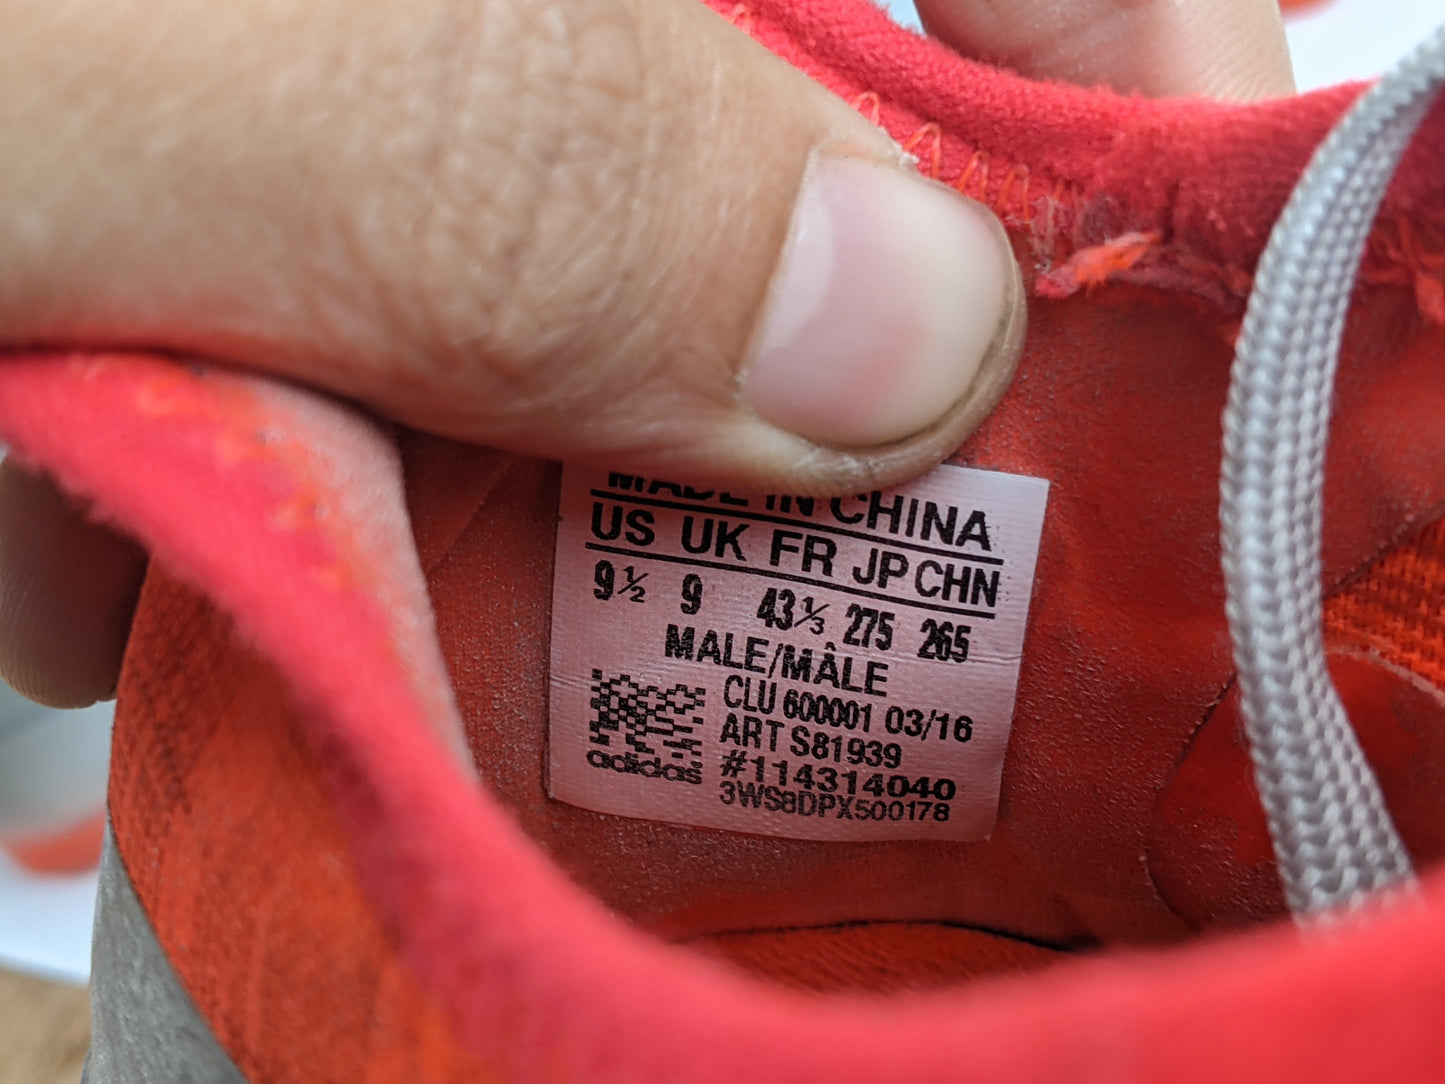 MADE IN CHINA
US UK FR JP CHN
9½ 9 43⅓ 275 265
MALE/MÂLE
CLU 600001 03/16
ART S81939
#114314040
3WS8DPX500178
adidas